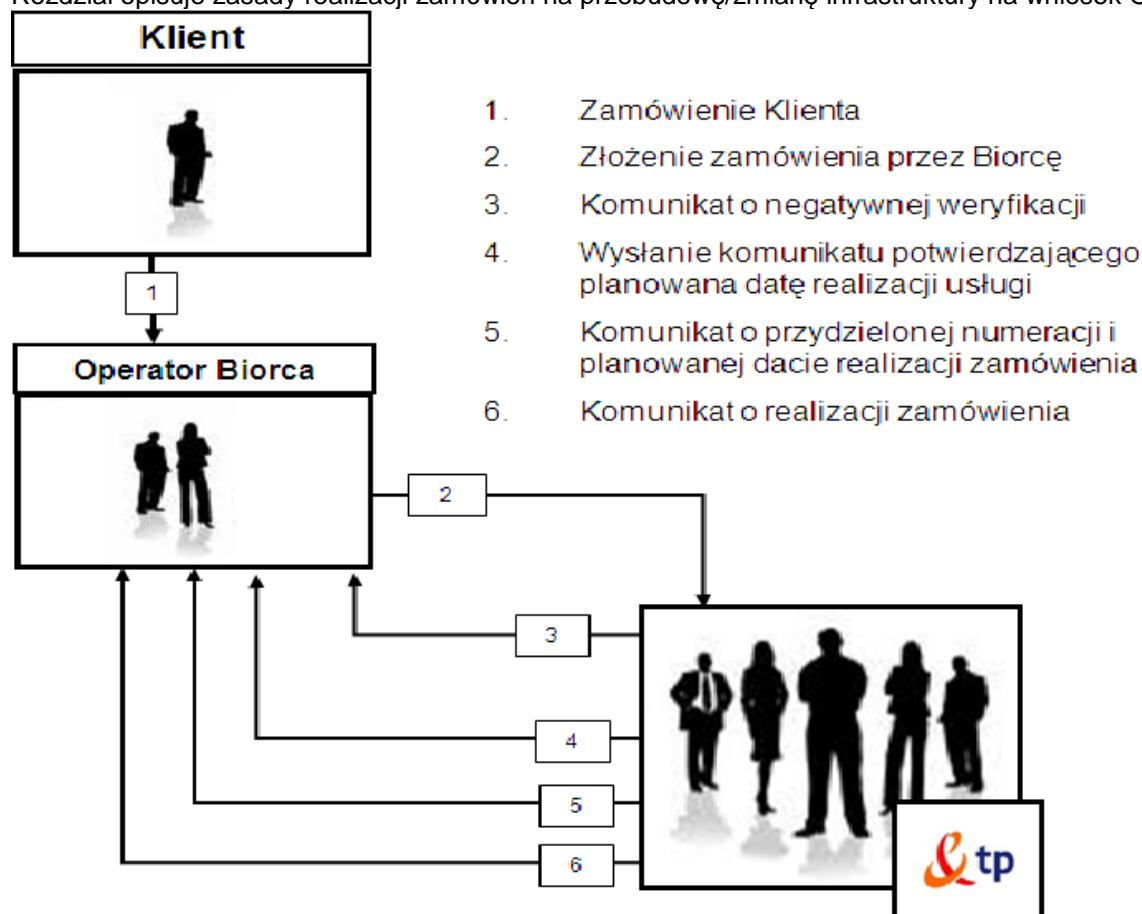 Rozdział opisuje zasady realizacji zamówień na przebudowę/zmianę infrastruktury na wniosek
Klient
1. Zamówienie Klienta
2. Złożenie zamówienia przez Biorcę
3. Komunikat o negatywnej weryfikacji
4. Wysłanie komunikatu potwierdzającego
planowana datę realizacji usługi
5. Komunikat o przydzielonej numeracji i
planowanej dacie realizacji zamówienia
6. Komunikat o realizacji zamówienia
1
Operator Biorca
2
3
4
5
6
tp